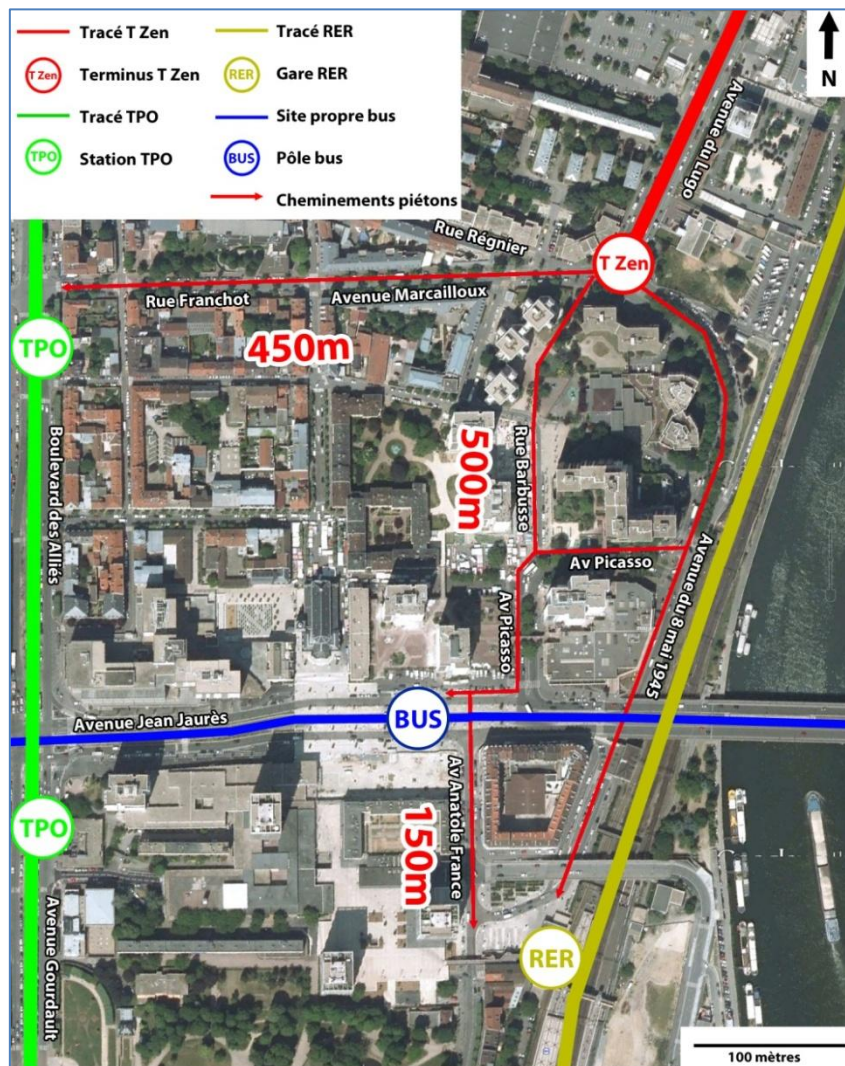 Tracé T Zen
Tracé RER
T Zen
Terminus T Zen
RER
Gare RER
Tracé TPO
Site propre bus
TPO
Station TPO
BUS
Pôle bus
Cheminements piétons
N
Avenue du Lugo
Rue Régnier
T Zen
Rue Franchot
Avenue Marcailloux
TPO
450m
500m
Rue Barbusse
Boulevard des Alliés
Av Picasso
Av Picasso
Avenue du 8 mai 1945
BUS
Avenue Jean Jaurès
Av Anatole France
150m
TPO
Avenue Gourdault
RER
100 mètres